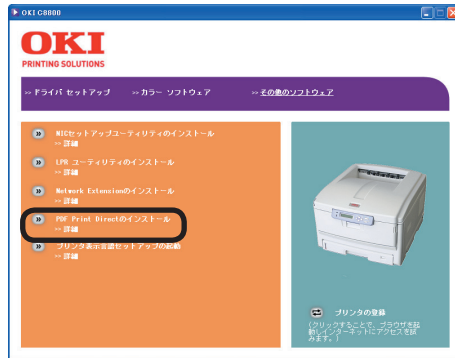 OKI C8800
OKI
PRINTING SOLUTIONS
>> ドライバ セットアップ >> カラー ソフトウェア >> その他のソフトウェア
NICセットアップユーティリティのインストール
>> 詳細
LPR ユーティリティのインストール
>> 詳細
Network Extensionのインストール
>> 詳細
PDF Print Directのインストール
>> 詳細
プリンタ表示言語セットアップの起動
>> 詳細
プリンタの登録
(クリックすることで、ブラウザを起
動しインターネットにアクセスを試
みます。)